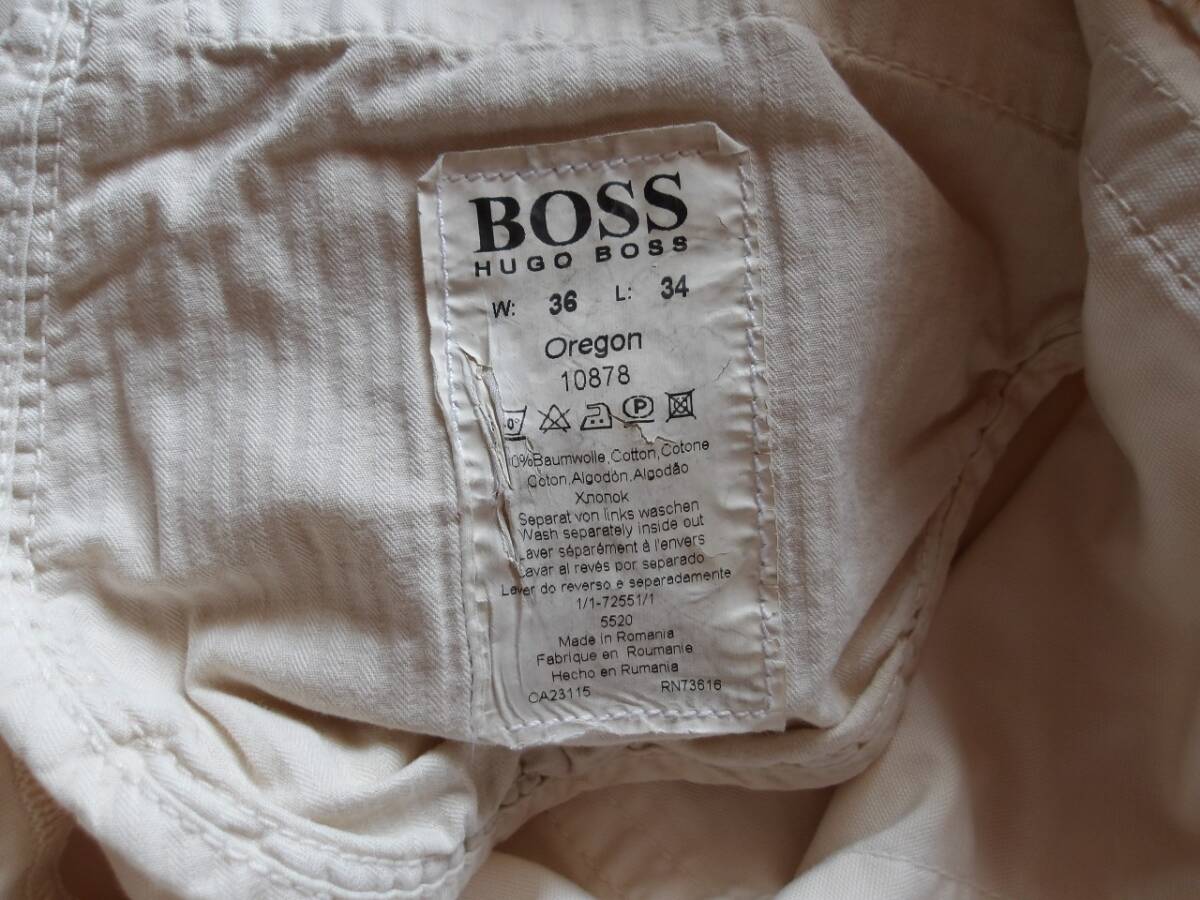 BOSS
HUGO BOSS
W: 36 L: 34
Oregon
10878
0% Baumwolle, Cotton, Cotone
Coton, Algodón, Algodão
Хлопок
Separat von links waschen
Wash separately inside out
Laver séparément à l'envers
Lavar al revés por separado
Lavar do reverso e separadamente
1/1-72551/1
5520
Made in Romania
Fabrique en Roumanie
Hecho en Rumania
CA23115 RN73616